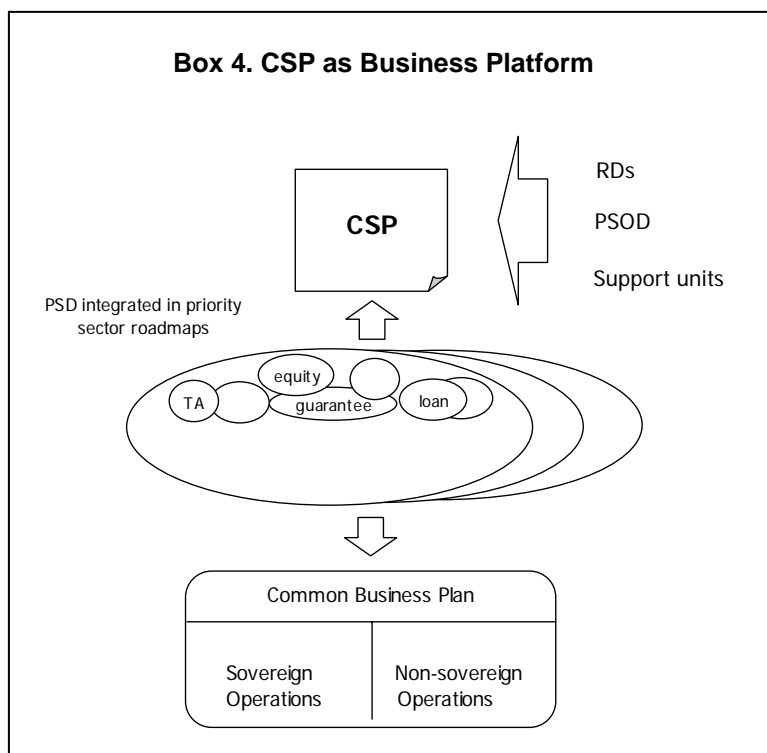 Box 4. CSP as Business Platform
CSP
RDs
PSOD
Support units
PSD integrated in priority
sector roadmaps
equity
TA
guarantee
loan
Common Business Plan
Sovereign
Operations
Non-sovereign
Operations